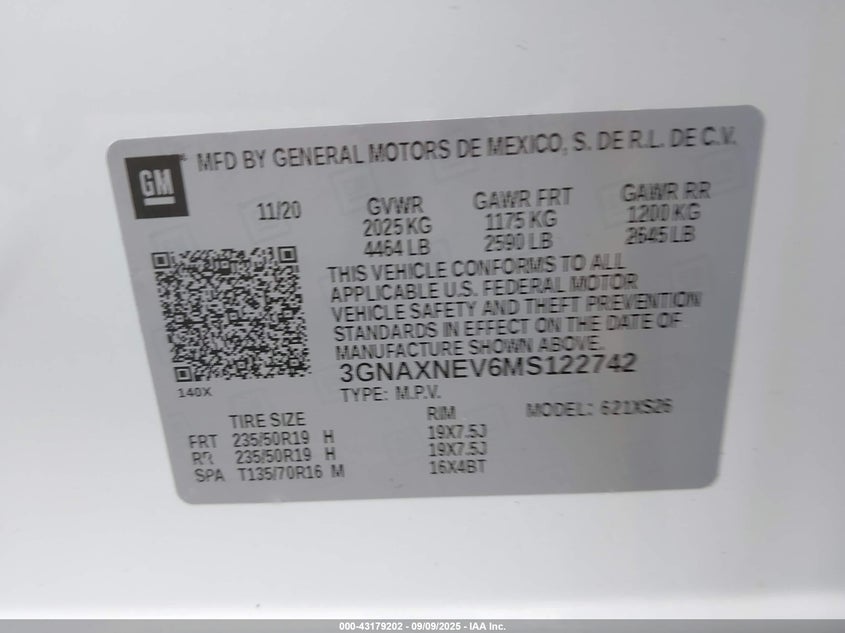 GM
MFD BY GENERAL MOTORS DE MEXICO, S. DE R.L. DE C.V.
11/20 GVWR GAWR FRT GAWR RR
2025 KG 1175 KG 1200 KG
4464 LB 2590 LB 2645 LB
THIS VEHICLE CONFORMS TO ALL
APPLICABLE U.S. FEDERAL MOTOR
VEHICLE SAFETY AND THEFT PREVENTION
STANDARDS IN EFFECT ON THE DATE OF
MANUFACTURE SHOWN ABOVE.
3GNAXNEV6MS122742
140X
TYPE: M.P.V.
TIRE SIZE RIM MODEL: 621XS26
FRT 235/50R19 H 19X7.5J
RR 235/50R19 H 19X7.5J
SPA T135/70R16 M 16X4BT
000-43179202 - 09/09/2025 - IAA Inc.